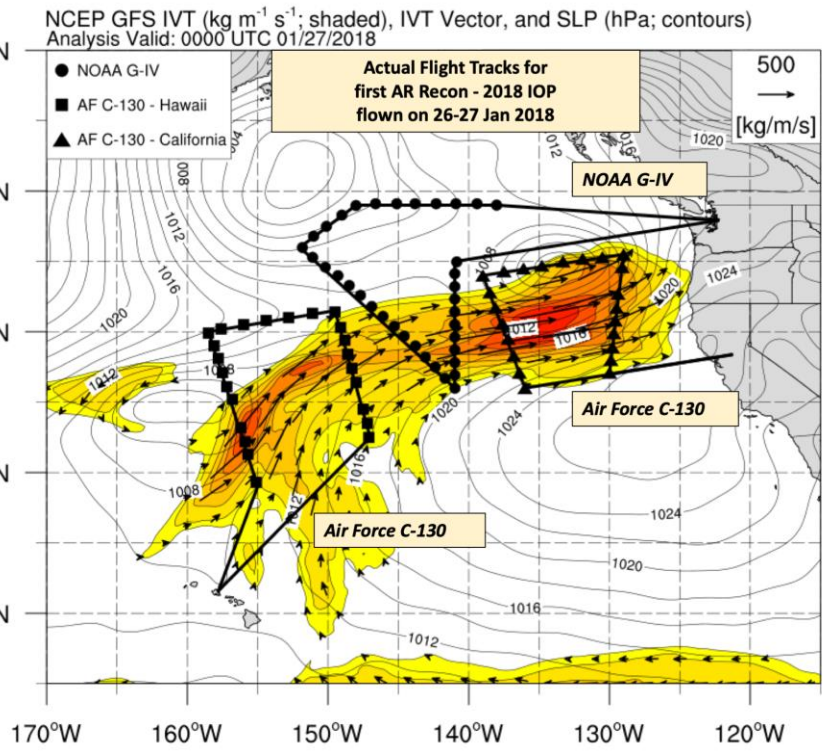 NCEP GFS IVT (kg m⁻¹ s⁻¹; shaded), IVT Vector, and SLP (hPa; contours)
Analysis Valid: 0000 UTC 01/27/2018
NOAA G-IV
AF C-130 - Hawaii
AF C-130 - California
Actual Flight Tracks for
first AR Recon - 2018 IOP
flown on 26-27 Jan 2018
500
[kg/m/s]
N
1012
1020
N
NOAA G-IV
1008
1012
1008
1024
1016
1020
1020
N
1012
1016
1012
1020
Air Force C-130
1024
1016
N
1008
1012
1024
Air Force C-130
1020
1016
N
1012
170°W
160°W
150°W
140°W
130°W
120°W